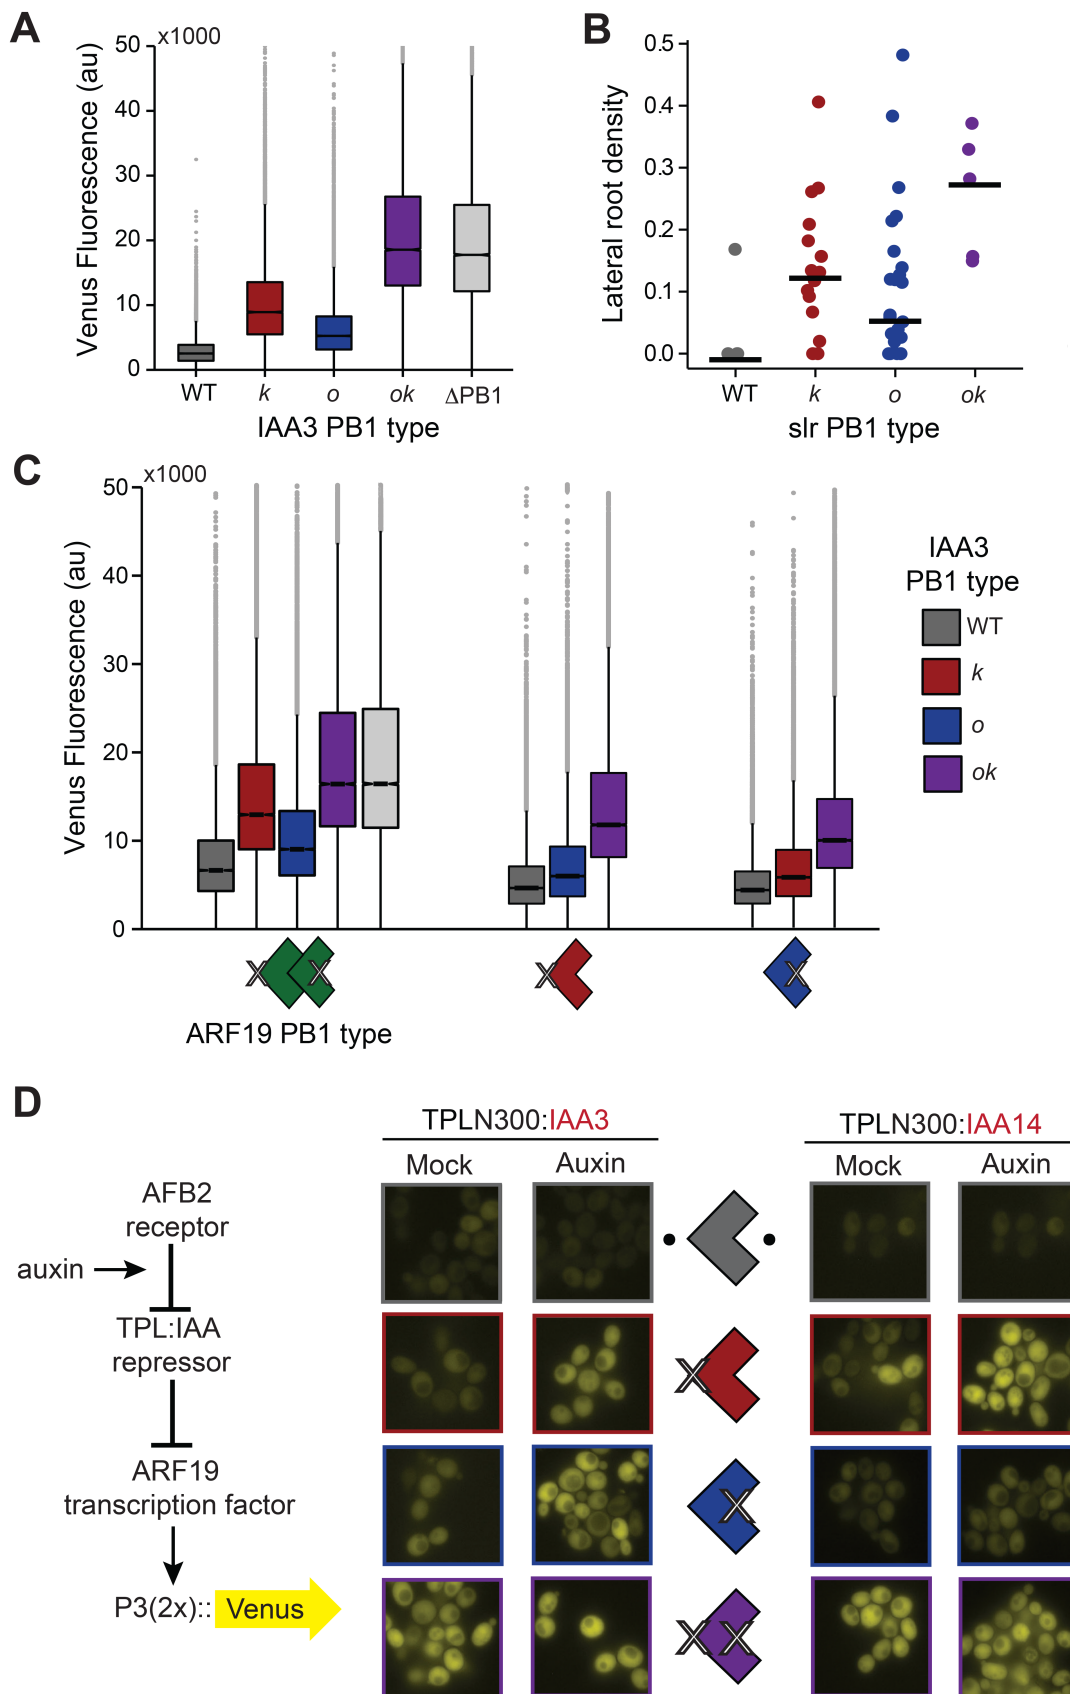 A
x1000
Venus Fluorescence (au)
50
40
30
20
10
0
WT
k
o
ok
ΔPB1
IAA3 PB1 type
B
Lateral root density
0.5
0.4
0.3
0.2
0.1
0.0
WT
k
o
ok
slr PB1 type
C
x1000
Venus Fluorescence (au)
50
40
30
20
10
0
X
X
X
X
ARF19 PB1 type
IAA3
PB1 type
WT
k
o
ok
D
AFB2
receptor
auxin
TPL:IAA
repressor
ARF19
transcription factor
P3(2x):: Venus
TPLN300:IAA3
Mock
Auxin
TPLN300:IAA14
Mock
Auxin
X
X
X X